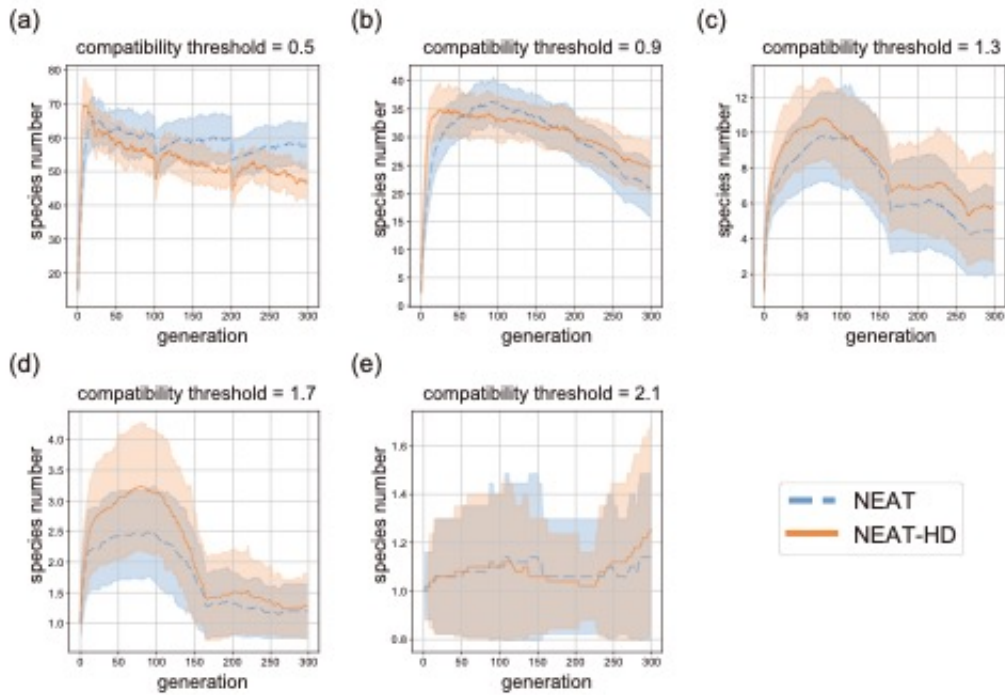 (a)
compatibility threshold = 0.5
species number
80
70
60
50
40
30
20
0 50 100 150 200 250 300
generation
(b)
compatibility threshold = 0.9
species number
40
35
30
25
20
15
10
5
0
0 50 100 150 200 250 300
generation
(c)
compatibility threshold = 1.3
species number
12
10
8
6
4
2
0 50 100 150 200 250 300
generation
(d)
compatibility threshold = 1.7
species number
4.0
3.5
3.0
2.5
2.0
1.5
1.0
0 50 100 150 200 250 300
generation
(e)
compatibility threshold = 2.1
species number
1.6
1.4
1.2
1.0
0.8
0 50 100 150 200 250 300
generation
NEAT
NEAT-HD